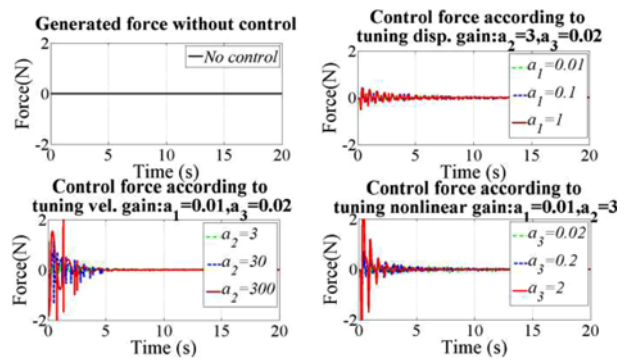 Generated force without control
Force(N)
2
0
-2
No control
0 5 10 15 20
Time (s)
Control force according to
tuning disp. gain:a2=3,a3=0.02
Force(N)
2
0
-2
a1=0.01
a1=0.1
a1=1
0 5 10 15 20
Time (s)
Control force according to
tuning vel. gain:a1=0.01,a3=0.02
Force(N)
2
0
-2
a2=3
a2=30
a2=300
0 5 10 15 20
Time (s)
Control force according to
tuning nonlinear gain:a1=0.01,a2=3
Force(N)
2
0
-2
a3=0.02
a3=0.2
a3=2
0 5 10 15 20
Time (s)